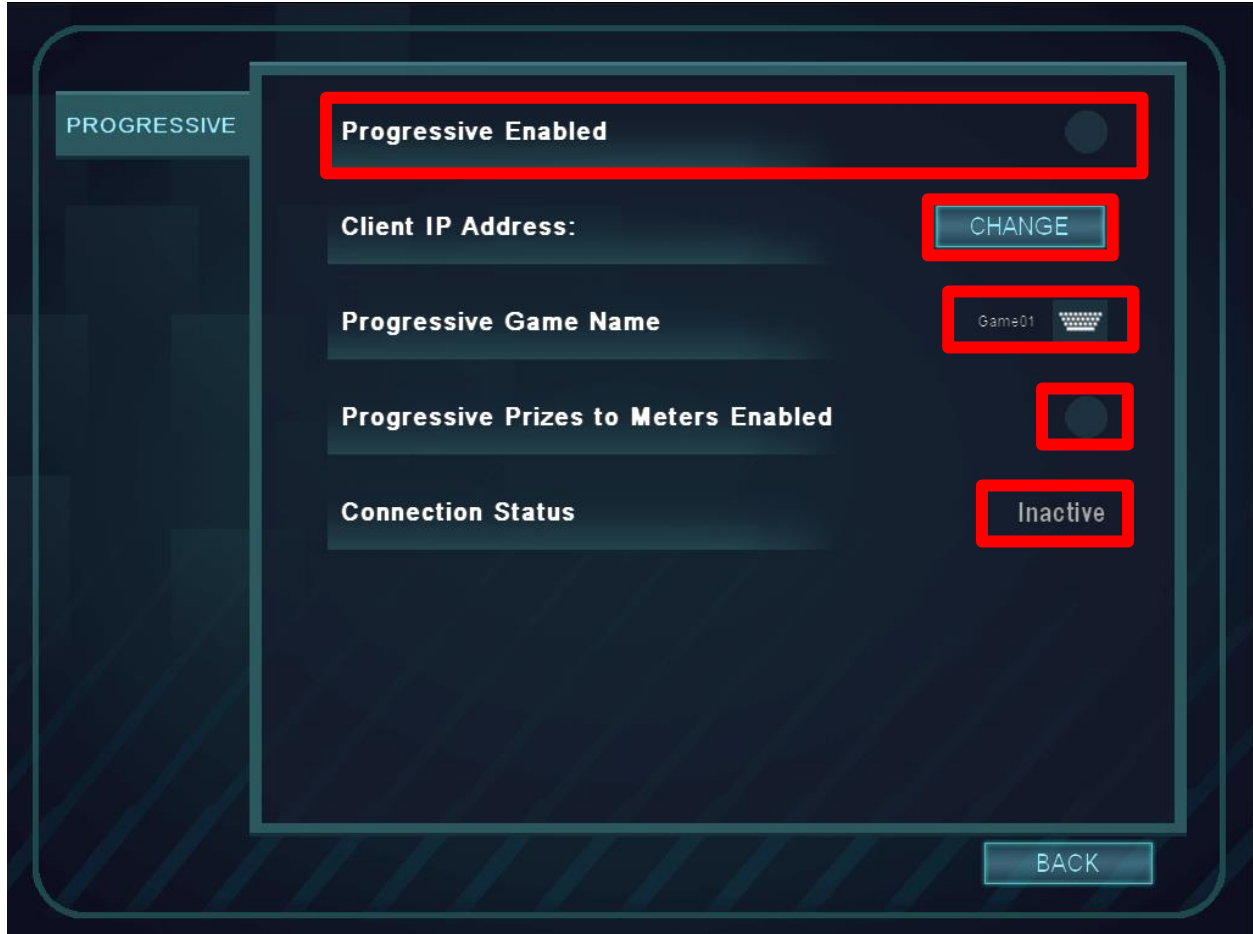 PROGRESSIVE
Progressive Enabled
Client IP Address:
CHANGE
Progressive Game Name
Game01
Progressive Prizes to Meters Enabled
Connection Status
Inactive
BACK